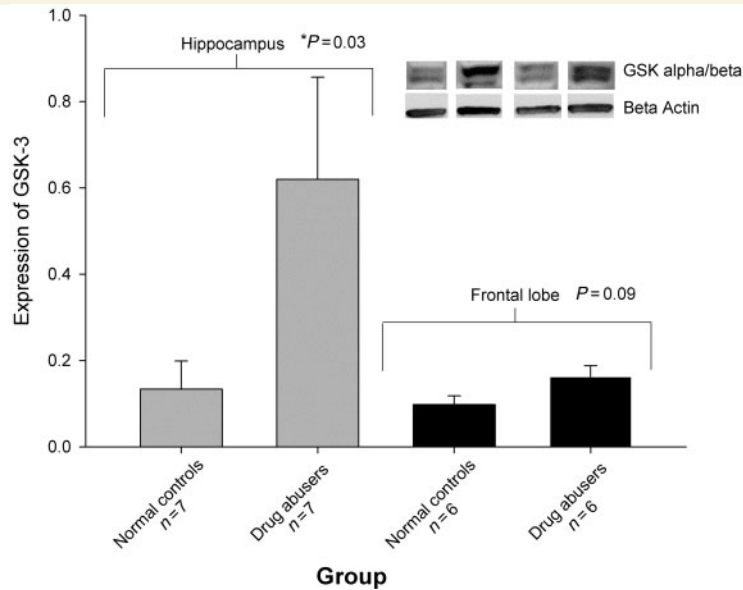 Expression of GSK-3
1.0
0.8
0.6
0.4
0.2
0.0
Hippocampus *P=0.03
GSK alpha/beta
Beta Actin
Frontal lobe P=0.09
Normal controls
n=7
Drug abusers
n=7
Normal controls
n=6
Drug abusers
n=6
Group